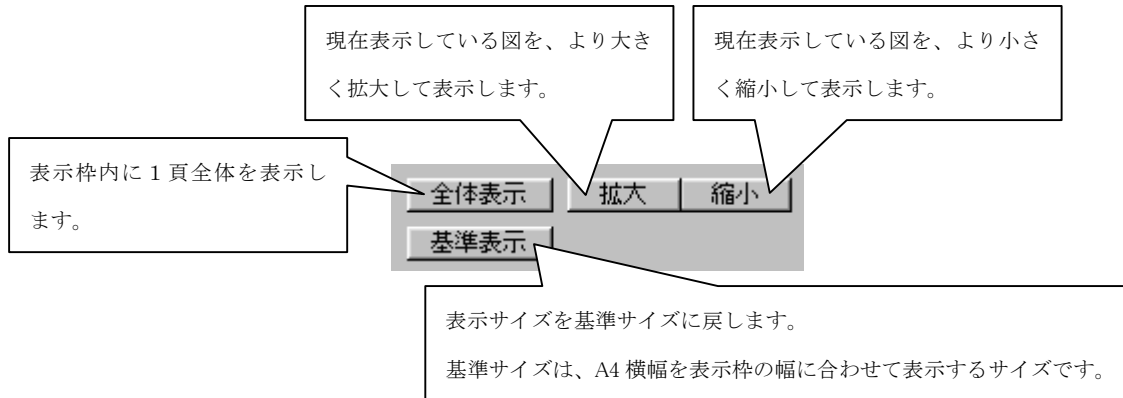 現在表示している図を、より大き
く拡大して表示します。
現在表示している図を、より小さ
く縮小して表示します。
表示枠内に 1 頁全体を表示し
ます。
全体表示 拡大 縮小
基準表示
表示サイズを基準サイズに戻します。
基準サイズは、A4 横幅を表示枠の幅に合わせて表示するサイズです。